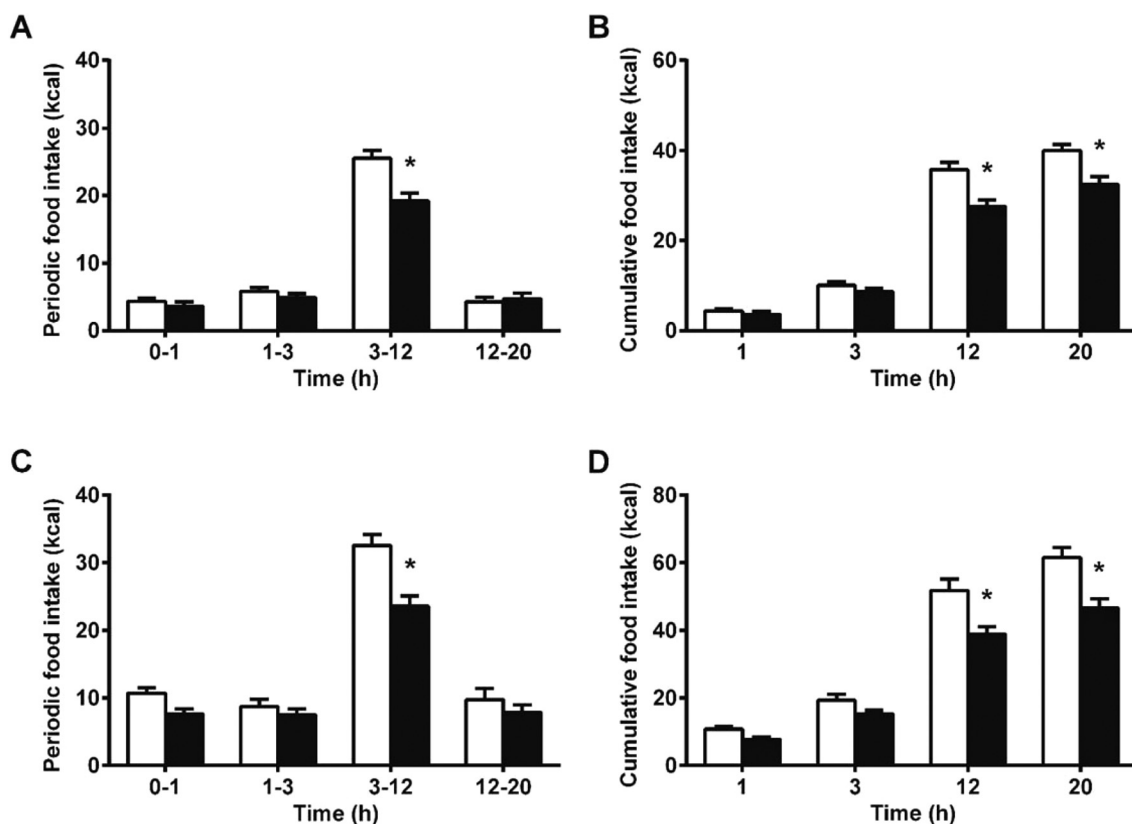 A
Periodic food intake (kcal)
40
30
20
10
0
*
0-1 1-3 3-12 12-20
Time (h)
B
Cumulative food intake (kcal)
60
40
20
0
* *
1 3 12 20
Time (h)
C
Periodic food intake (kcal)
40
30
20
10
0
*
0-1 1-3 3-12 12-20
Time (h)
D
Cumulative food intake (kcal)
80
60
40
20
0
* *
1 3 12 20
Time (h)